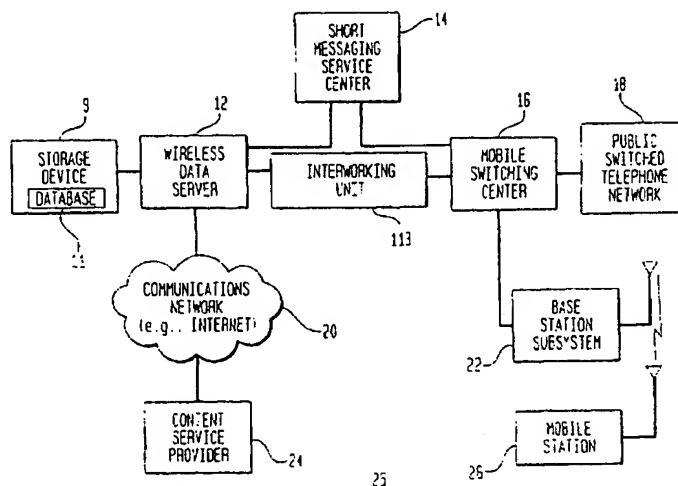 14
SHORT
MESSAGING
SERVICE
CENTER
9
STORAGE
DEVICE
DATABASE
12
WIRELESS
DATA
SERVER
INTERWORKING
UNIT
113
16
MOBILE
SWITCHING
CENTER
18
PUBLIC
SWITCHED
TELEPHONE
NETWORK
COMMUNICATIONS
NETWORK
(e.g., INTERNET)
20
BASE
STATION
SUBSYSTEM
22
CONTENT
SERVICE
PROVIDER
24
25
MOBILE
STATION
26